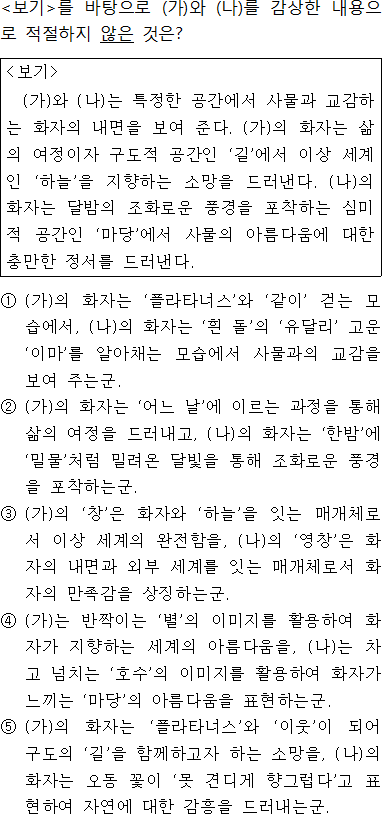 <보기>를 바탕으로 (가)와 (나)를 감상한 내용으
로 적절하지 않은 것은?
<보기>
(가)와 (나)는 특정한 공간에서 사물과 교감하
는 화자의 내면을 보여 준다. (가)의 화자는 삶
의 여정이자 구도적 공간인 ‘길’에서 이상 세계
인 ‘하늘’을 지향하는 소망을 드러낸다. (나)의
화자는 달밤의 조화로운 풍경을 포착하는 심미
적 공간인 ‘마당’에서 사물의 아름다움에 대한
충만한 정서를 드러낸다.
① (가)의 화자는 ‘플라타너스’와 ‘같이’ 걷는 모
습에서, (나)의 화자는 ‘흰 돌’의 ‘유달리’ 고운
‘이마’를 알아채는 모습에서 사물과의 교감을
보여 주는군.
② (가)의 화자는 ‘어느 날’에 이르는 과정을 통해
삶의 여정을 드러내고, (나)의 화자는 ‘한밤’에
‘밀물’처럼 밀려온 달빛을 통해 조화로운 풍경
을 포착하는군.
③ (가)의 ‘창’은 화자와 ‘하늘’을 잇는 매개체로
서 이상 세계의 완전함을, (나)의 ‘영창’은 화
자의 내면과 외부 세계를 잇는 매개체로서 화
자의 만족감을 상징하는군.
④ (가)는 반짝이는 ‘별’의 이미지를 활용하여 화
자가 지향하는 세계의 아름다움을, (나)는 차
고 넘치는 ‘호수’의 이미지를 활용하여 화자가
느끼는 ‘마당’의 아름다움을 표현하는군.
⑤ (가)의 화자는 ‘플라타너스’와 ‘이웃’이 되어
구도의 ‘길’을 함께하고자 하는 소망을, (나)의
화자는 오동 꽃이 ‘못 견디게 향그럽다’고 표
현하여 자연에 대한 감흥을 드러내는군.